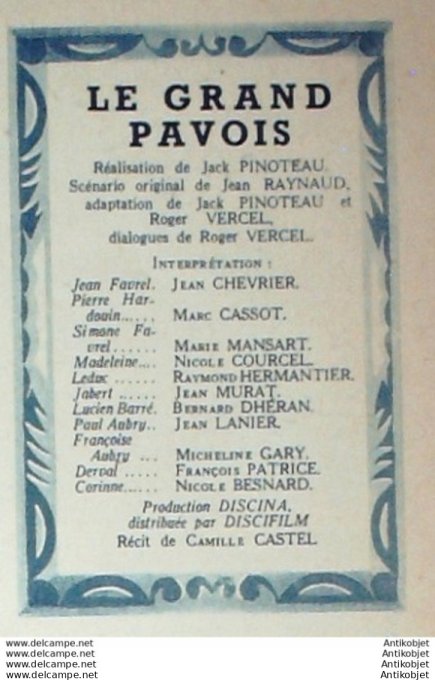 LE GRAND
PAVOIS
Réalisation de Jack PINOTEAU.
Scénario original de Jean RAYNAUD,
adaptation de Jack PINOTEAU et
Roger VERCEL,
dialogues de Roger VERCEL.
INTERPRÉTATION :
Jean Favrel. JEAN CHEVRIER.
Pierre Har-
douin...... MARC CASSOT.
Simone Fa-
vrel...... MARIE MANSART.
Madeleine.... NICOLE COURCEL.
Leduc ...... RAYMOND HERMANTIER.
Jabert ...... JEAN MURAT.
Lucien Barré. BERNARD DHÉRAN.
Paul Aubry.. JEAN LANIER.
Françoise
Aubry ... MICHELINE GARY.
Derval ..... FRANÇOIS PATRICE.
Corinne...... NICOLE BESNARD.
Production DISCINA,
distribuée par DISCIFILM
Récit de CAMILLE CASTEL
www.delcampe.net Antikobjet
www.delcampe.net Antikobjet
www.delcampe.net Antikobjet
www.delcampe.net Antikobjet